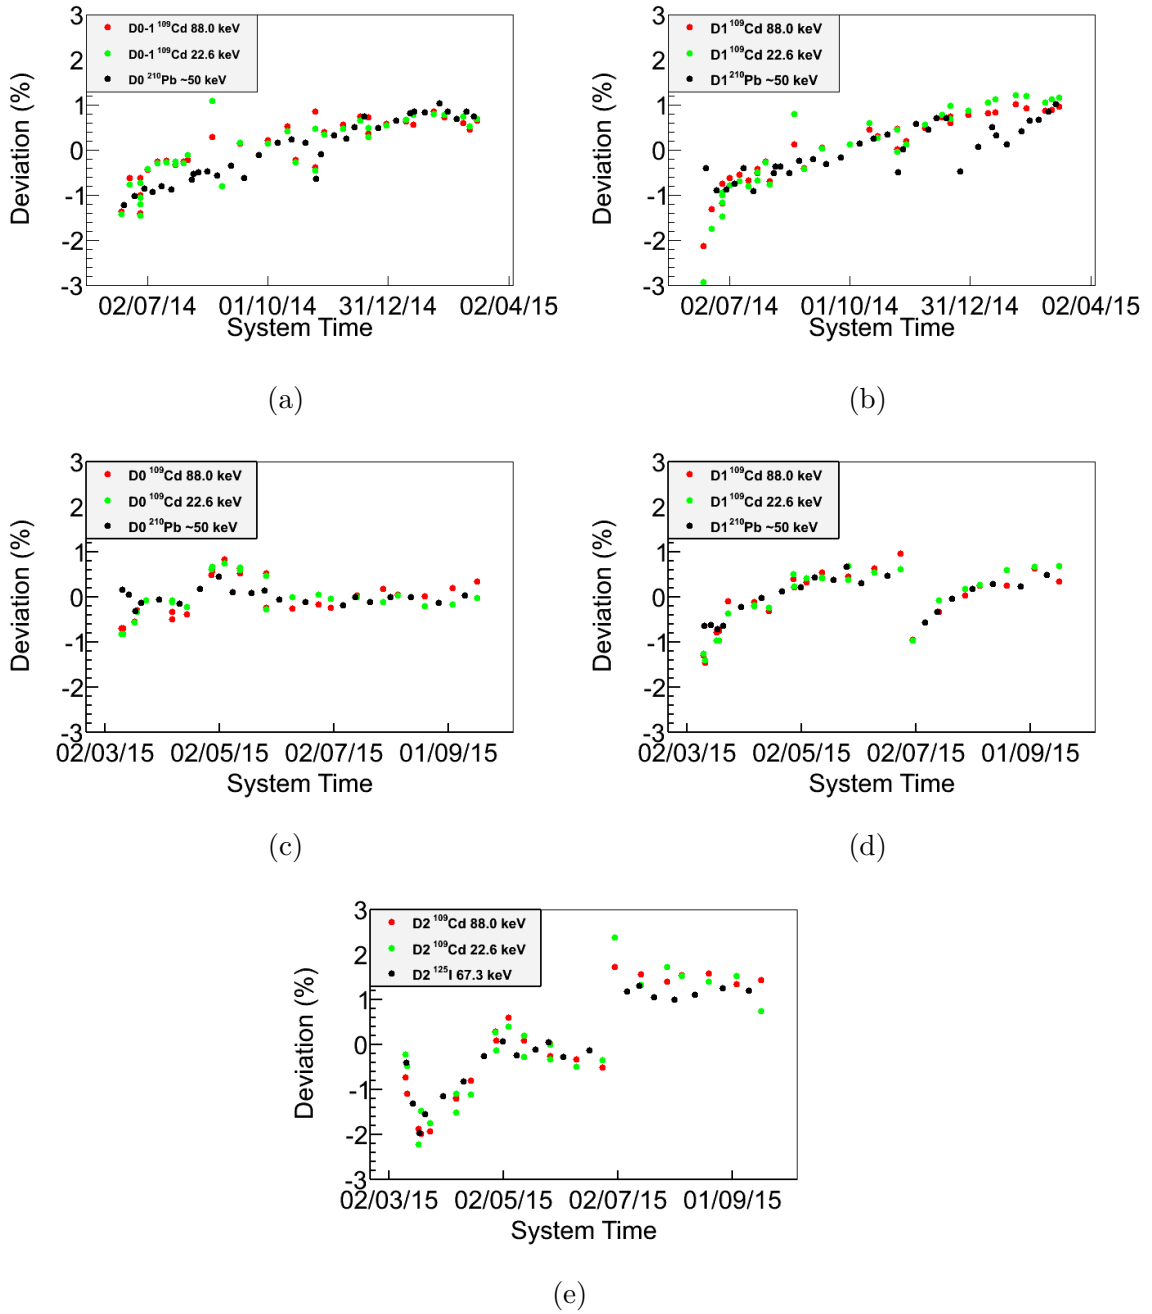 3
2
1
0
-1
-2
-3
Deviation (%)
D0-1 ¹⁰⁹Cd 88.0 keV
D0-1 ¹⁰⁹Cd 22.6 keV
D0 ²¹⁰Pb ~50 keV
02/07/14 01/10/14 31/12/14 02/04/15
System Time
(a)
3
2
1
0
-1
-2
-3
Deviation (%)
D1 ¹⁰⁹Cd 88.0 keV
D1 ¹⁰⁹Cd 22.6 keV
D1 ²¹⁰Pb ~50 keV
02/07/14 01/10/14 31/12/14 02/04/15
System Time
(b)
3
2
1
0
-1
-2
-3
Deviation (%)
D0 ¹⁰⁹Cd 88.0 keV
D0 ¹⁰⁹Cd 22.6 keV
D0 ²¹⁰Pb ~50 keV
02/03/15 02/05/15 02/07/15 01/09/15
System Time
(c)
3
2
1
0
-1
-2
-3
Deviation (%)
D1 ¹⁰⁹Cd 88.0 keV
D1 ¹⁰⁹Cd 22.6 keV
D1 ²¹⁰Pb ~50 keV
02/03/15 02/05/15 02/07/15 01/09/15
System Time
(d)
3
2
1
0
-1
-2
-3
Deviation (%)
D2 ¹⁰⁹Cd 88.0 keV
D2 ¹⁰⁹Cd 22.6 keV
D2 ¹²⁵I 67.3 keV
02/03/15 02/05/15 02/07/15 01/09/15
System Time
(e)